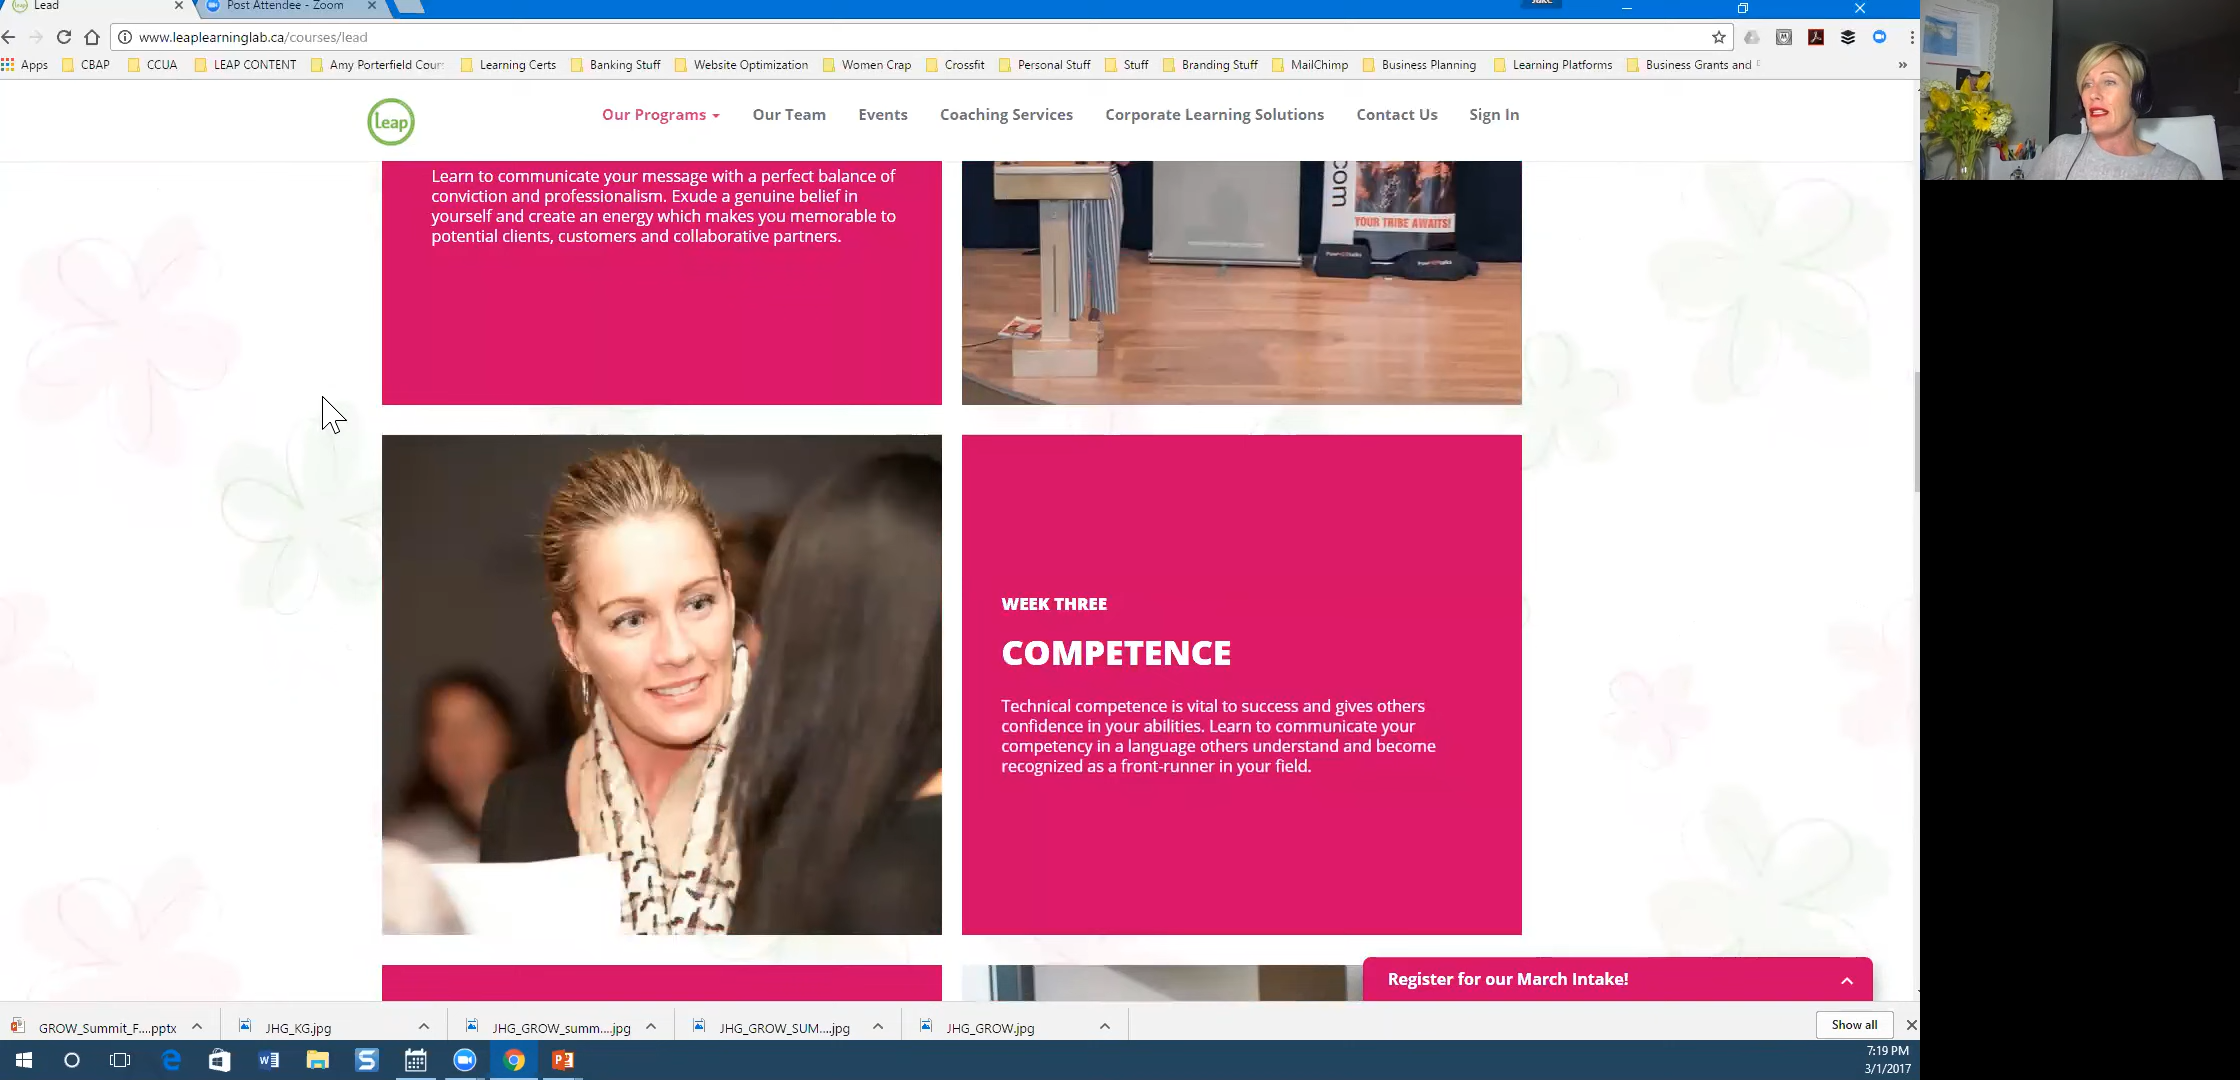 Lead
Post Attendee - Zoom
www.leaplearninglab.ca/courses/lead
Apps CBAP CCUA LEAP CONTENT Amy Porterfield Cour Learning Certs Banking Stuff Website Optimization Women Crap Crossfit Personal Stuff Stuff Branding Stuff MailChimp Business Planning Learning Platforms Business Grants and
Leap
Our Programs Our Team Events Coaching Services Corporate Learning Solutions Contact Us Sign In
Learn to communicate your message with a perfect balance of
conviction and professionalism. Exude a genuine belief in
yourself and create an energy which makes you memorable to
potential clients, customers and collaborative partners.
com
YOUR TRIBE AWAITS!
WEEK THREE
COMPETENCE
Technical competence is vital to success and gives others
confidence in your abilities. Learn to communicate your
competency in a language others understand and become
recognized as a front-runner in your field.
Register for our March Intake!
GROW_Summit_F....pptx JHG_KG.jpg JHG_GROW_summ....jpg JHG_GROW_SUM....jpg JHG_GROW.jpg Show all
7:19 PM
3/1/2017